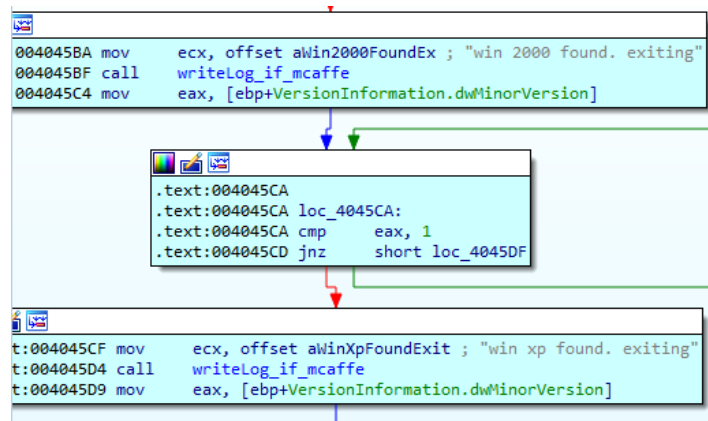 004045BA mov ecx, offset aWin2000FoundEx ; "win 2000 found. exiting"
004045BF call writeLog_if_mcaffe
004045C4 mov eax, [ebp+VersionInformation.dwMinorVersion]
.text:004045CA
.text:004045CA loc_4045CA:
.text:004045CA cmp eax, 1
.text:004045CD jnz short loc_4045DF
t:004045CF mov ecx, offset aWinXpFoundExit ; "win xp found. exiting"
t:004045D4 call writeLog_if_mcaffe
t:004045D9 mov eax, [ebp+VersionInformation.dwMinorVersion]